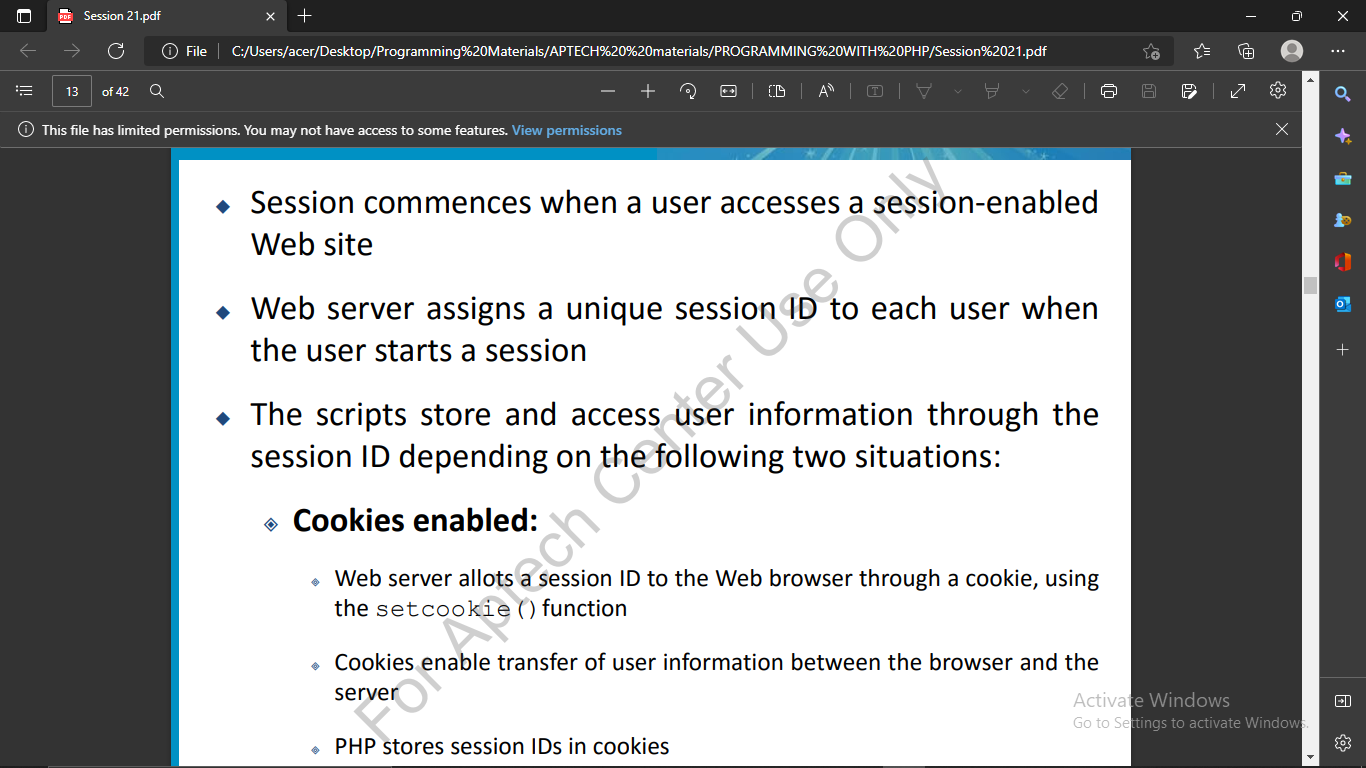 Session 21.pdf
File
C:/Users/acer/Desktop/Programming%20Materials/APTECH%20%20materials/PROGRAMMING%20WITH%20PHP/Session%2021.pdf
13 of 42
This file has limited permissions. You may not have access to some features. View permissions
Session commences when a user accesses a session-enabled
Web site
Web server assigns a unique session ID to each user when
the user starts a session
The scripts store and access user information through the
session ID depending on the following two situations:
Cookies enabled:
Web server allots a session ID to the Web browser through a cookie, using
the setcookie() function
Cookies enable transfer of user information between the browser and the
server
PHP stores session IDs in cookies
For Aptech Center Use Only
Activate Windows
Go to Settings to activate Windows.